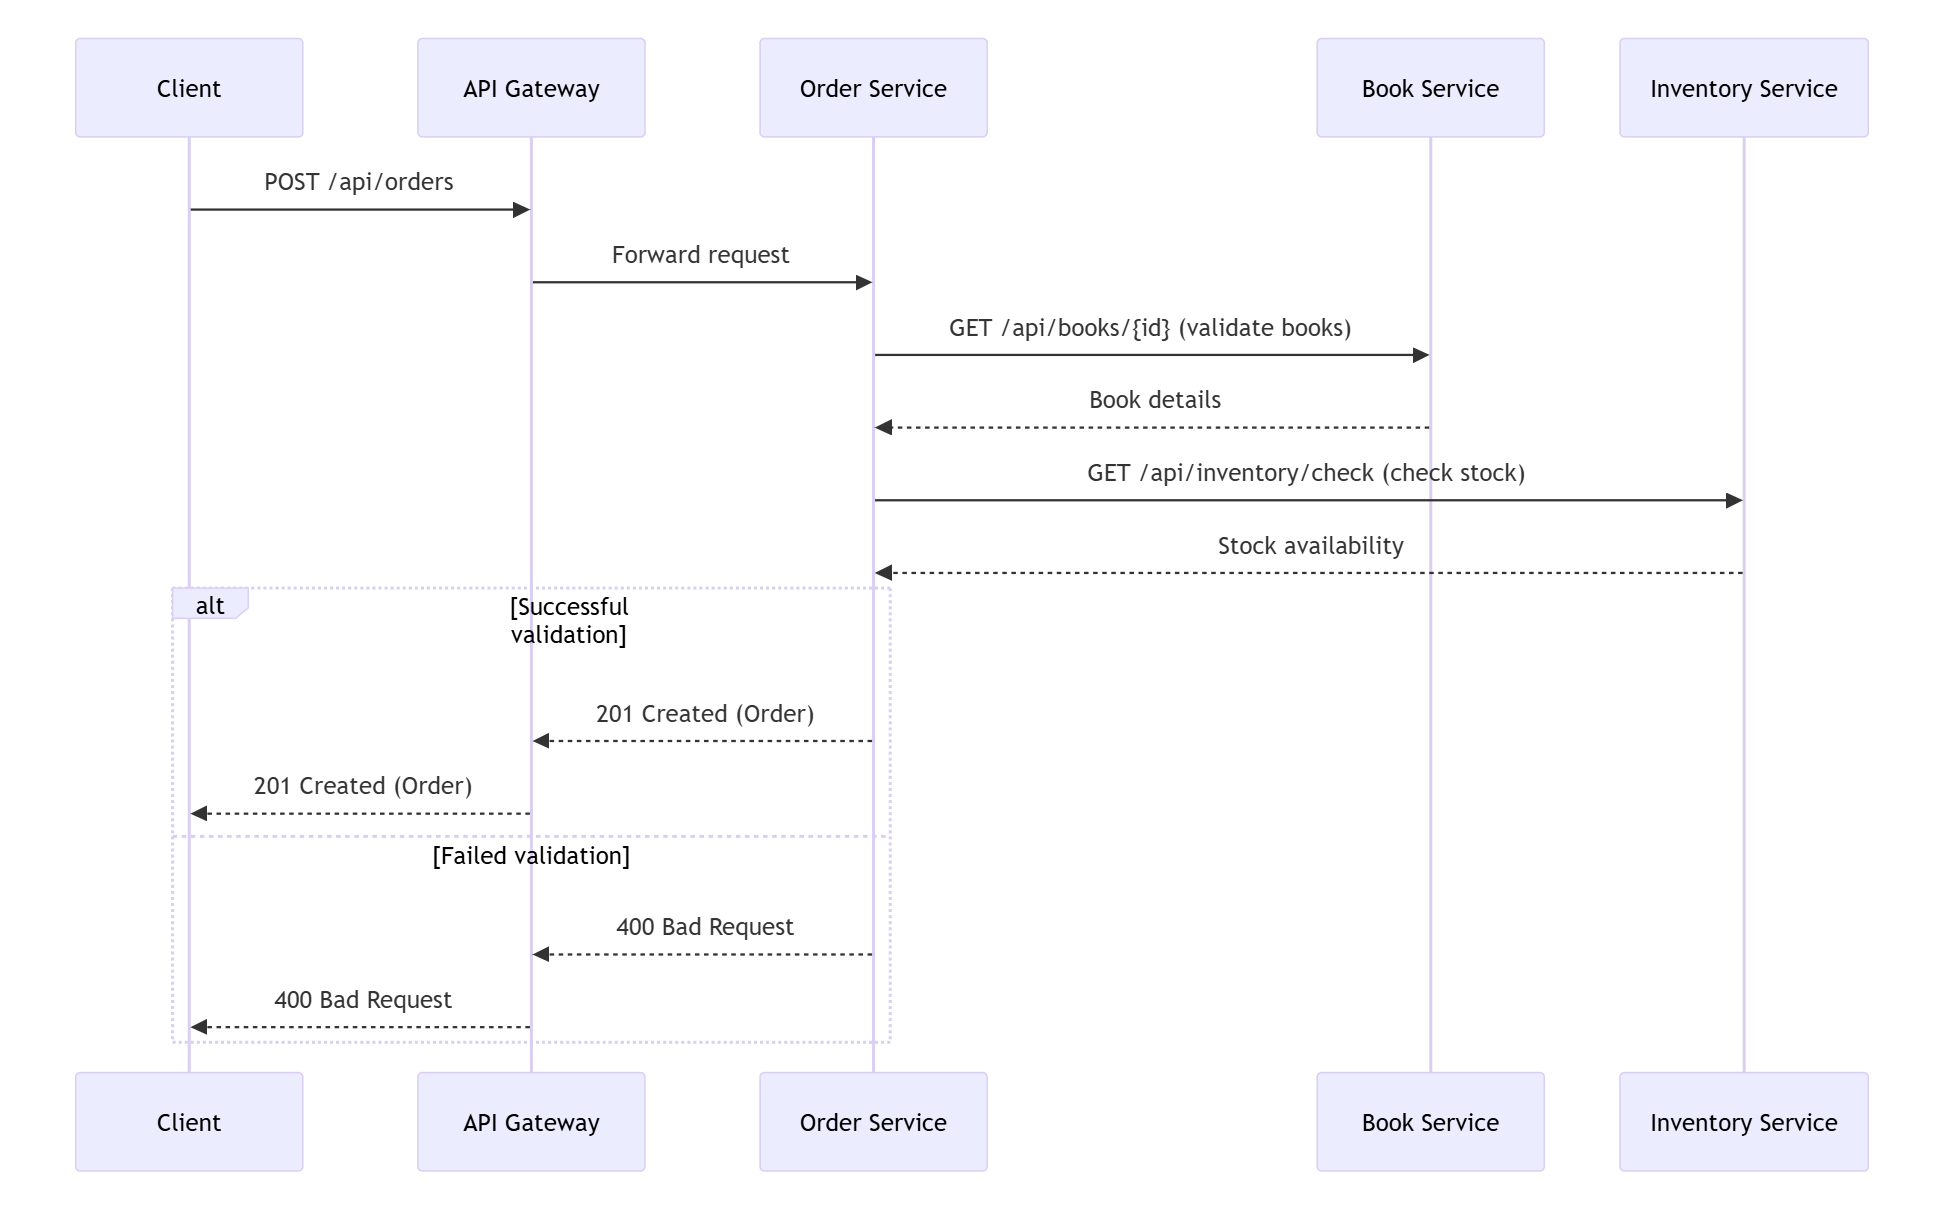 Client
API Gateway
Order Service
Book Service
Inventory Service
POST /api/orders
Forward request
GET /api/books/{id} (validate books)
Book details
GET /api/inventory/check (check stock)
Stock availability
alt
[Successful
validation]
201 Created (Order)
201 Created (Order)
[Failed validation]
400 Bad Request
400 Bad Request
Client
API Gateway
Order Service
Book Service
Inventory Service